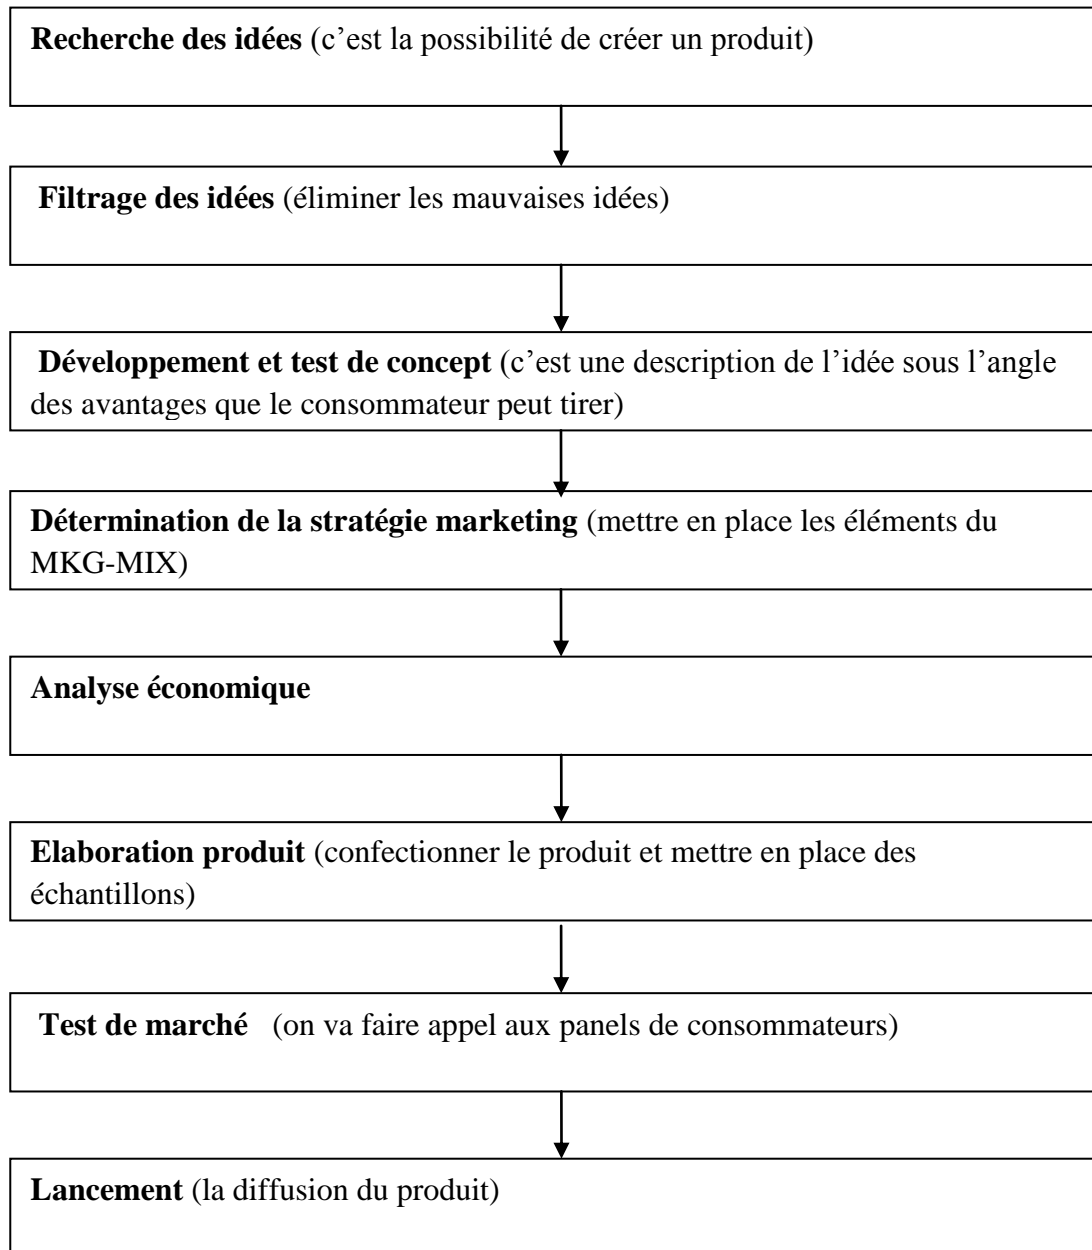 Recherche des idées (c’est la possibilité de créer un produit)
Filtrage des idées (éliminer les mauvaises idées)
Développement et test de concept (c’est une description de l’idée sous l’angle
des avantages que le consommateur peut tirer)
Détermination de la stratégie marketing (mettre en place les éléments du
MKG-MIX)
Analyse économique
Elaboration produit (confectionner le produit et mettre en place des
échantillons)
Test de marché (on va faire appel aux panels de consommateurs)
Lancement (la diffusion du produit)